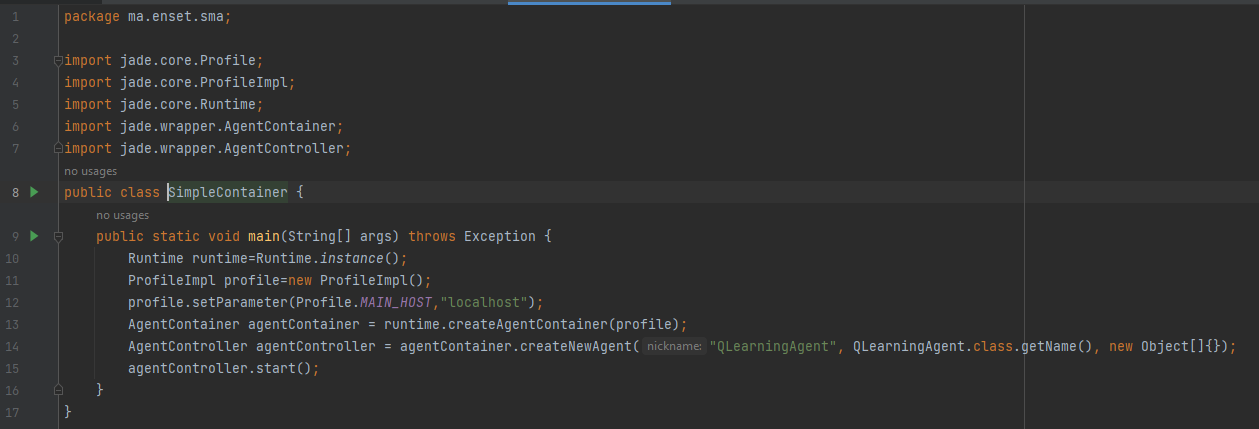 1 package ma.enset.sma;
2
3 import jade.core.Profile;
4 import jade.core.ProfileImpl;
5 import jade.core.Runtime;
6 import jade.wrapper.AgentContainer;
7 import jade.wrapper.AgentController;
no usages
8 public class SimpleContainer {
no usages
9 public static void main(String[] args) throws Exception {
10 Runtime runtime=Runtime.instance();
11 ProfileImpl profile=new ProfileImpl();
12 profile.setParameter(Profile.MAIN_HOST,"localhost");
13 AgentContainer agentContainer = runtime.createAgentContainer(profile);
14 AgentController agentController = agentContainer.createNewAgent( nickname: "QLearningAgent", QLearningAgent.class.getName(), new Object[]{});
15 agentController.start();
16 }
17 }